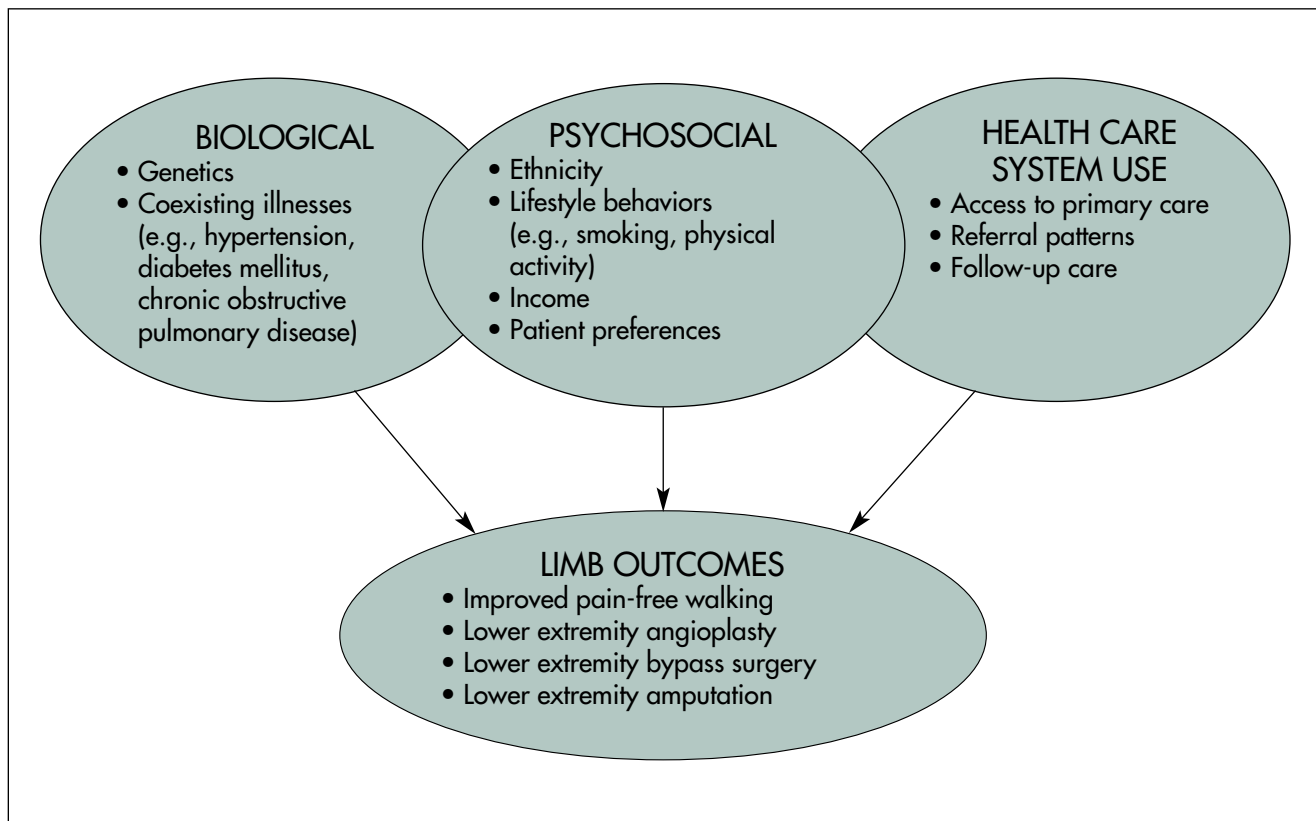 BIOLOGICAL
• Genetics
• Coexisting illnesses
(e.g., hypertension,
diabetes mellitus,
chronic obstructive
pulmonary disease)
PSYCHOSOCIAL
• Ethnicity
• Lifestyle behaviors
(e.g., smoking, physical
activity)
• Income
• Patient preferences
HEALTH CARE
SYSTEM USE
• Access to primary care
• Referral patterns
• Follow-up care
LIMB OUTCOMES
• Improved pain-free walking
• Lower extremity angioplasty
• Lower extremity bypass surgery
• Lower extremity amputation